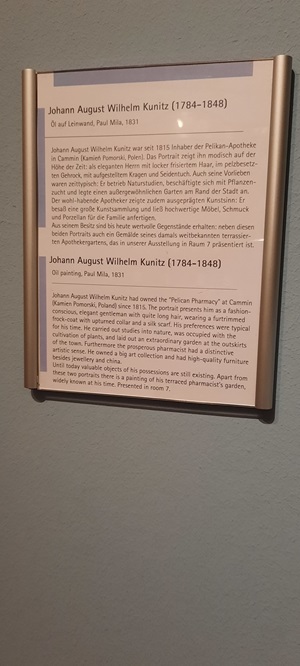 Johann August Wilhelm Kunitz (1784-1848)
Öl auf Leinwand, Paul Mila, 1831
Johann August Wilhelm Kunitz war seit 1815 Inhaber der Pelikan-Apotheke
in Cammin (Kamień Pomorski, Polen). Das Portrait zeigt ihn modisch auf der
Höhe der Zeit: als eleganten Herrn mit locker frisiertem Haar, im pelzbesetz-
ten Gehrock, mit aufgestelltem Kragen und Seidentuch. Auch seine Vorlieben
waren zeittypisch: Er betrieb Naturstudien, beschäftigte sich mit Pflanzen-
zucht und legte einen außergewöhnlichen Garten am Rand der Stadt an.
Der wohl-habende Apotheker zeigte zudem ausgeprägten Kunstsinn: Er
besaß eine große Kunstsammlung und ließ hochwertige Möbel, Schmuck
und Porzellan für die Familie anfertigen.
Aus seinem Besitz sind bis heute wertvolle Gegenstände erhalten: neben diesen
beiden Portraits auch ein Gemälde seines damals weitbekannten terrassier-
ten Apothekergartens, das in unserer Ausstellung in Raum 7 präsentiert ist.
Johann August Wilhelm Kunitz (1784-1848)
Oil painting, Paul Mila, 1831
Johann August Wilhelm Kunitz had owned the "Pelican Pharmacy" at Cammin
(Kamien Pomorski, Poland) since 1815. The portrait presents him as a fashion-
conscious, elegant gentleman with quite long hair, wearing a furtrimmed
frock-coat with upturned collar and a silk scarf. His preferences were typical
for his time. He carried out studies into nature, was occupied with the
cultivation of plants, and laid out an extraordinary garden at the outskirts
of the town. Furthermore the prosperous pharmacist had a distinctive
artistic sense. He owned a big art collection and had high-quality furniture
besides jewellery and china.
Until today valuable objects of his possessions are still existing. Apart from
these two portraits there is a painting of his terraced pharmacist's garden,
widely known at his time. Presented in room 7.